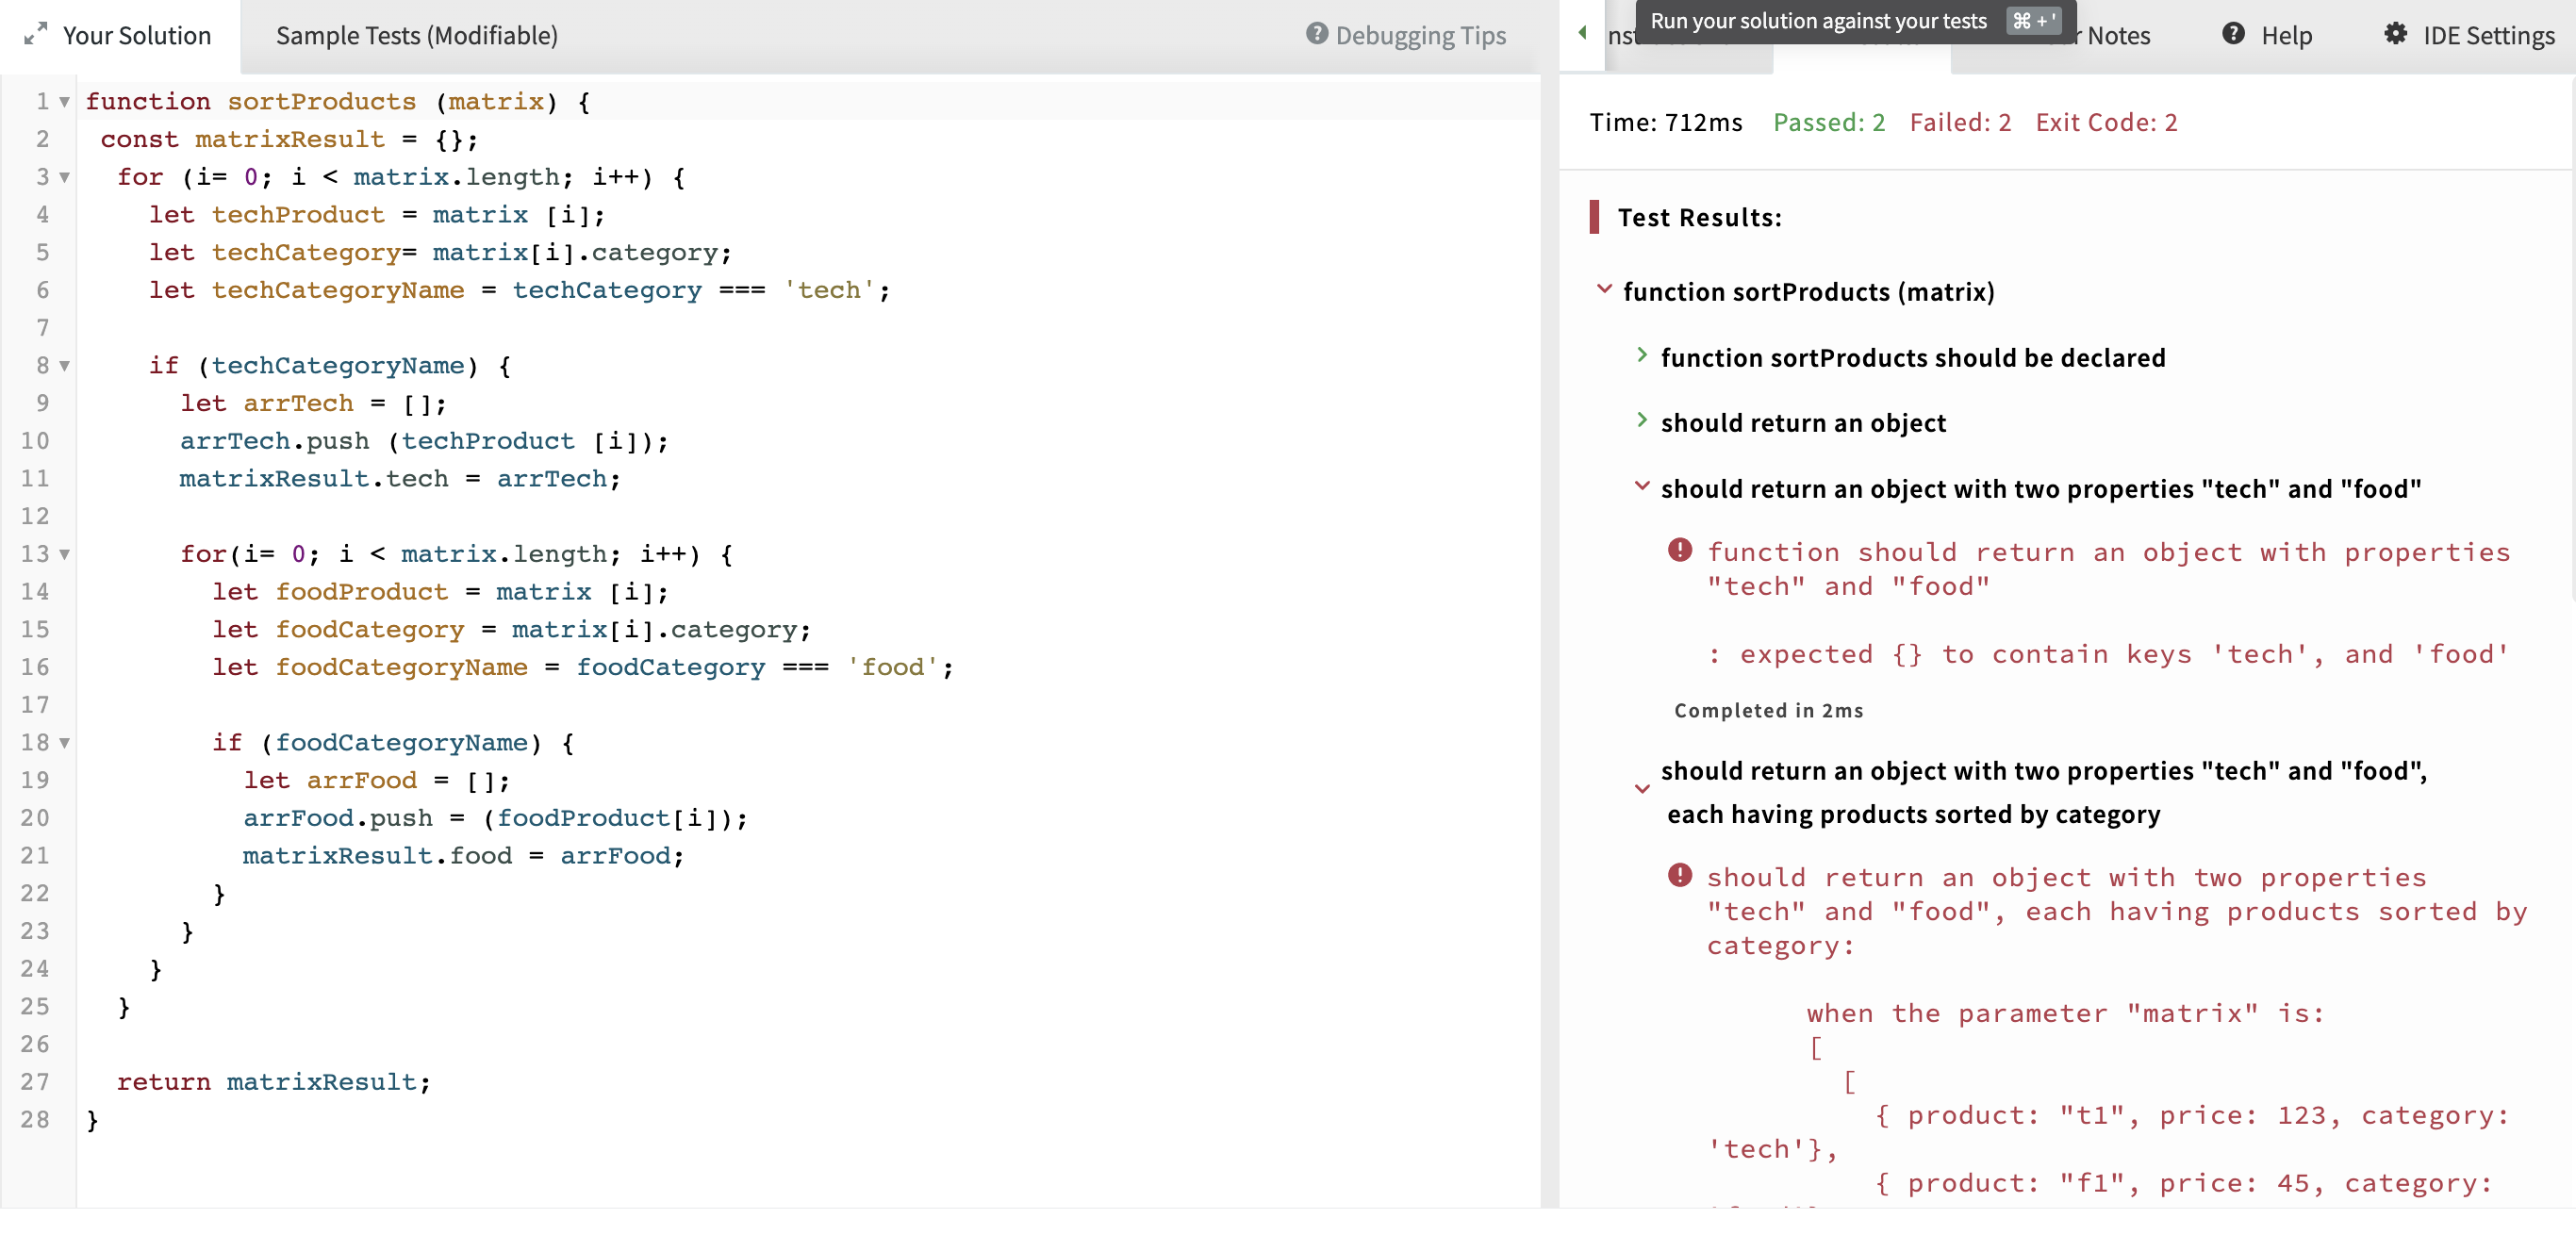 Your Solution
Sample Tests (Modifiable)
Debugging Tips
Run your solution against your tests ⌘ + '
Notes
Help
IDE Settings
1 function sortProducts (matrix) {
2 const matrixResult = {};
3 for (i= 0; i < matrix.length; i++) {
4 let techProduct = matrix [i];
5 let techCategory= matrix[i].category;
6 let techCategoryName = techCategory === 'tech';
7
8 if (techCategoryName) {
9 let arrTech = [];
10 arrTech.push (techProduct [i]);
11 matrixResult.tech = arrTech;
12
13 for(i= 0; i < matrix.length; i++) {
14 let foodProduct = matrix [i];
15 let foodCategory = matrix[i].category;
16 let foodCategoryName = foodCategory === 'food';
17
18 if (foodCategoryName) {
19 let arrFood = [];
20 arrFood.push = (foodProduct[i]);
21 matrixResult.food = arrFood;
22 }
23 }
24 }
25 }
26
27 return matrixResult;
28 }
Time: 712ms Passed: 2 Failed: 2 Exit Code: 2
Test Results:
function sortProducts (matrix)
function sortProducts should be declared
should return an object
should return an object with two properties "tech" and "food"
function should return an object with properties
"tech" and "food"
: expected {} to contain keys 'tech', and 'food'
Completed in 2ms
should return an object with two properties "tech" and "food",
each having products sorted by category
should return an object with two properties
"tech" and "food", each having products sorted by
category:
when the parameter "matrix" is:
[
[
{ product: "t1", price: 123, category:
'tech'},
{ product: "f1", price: 45, category: